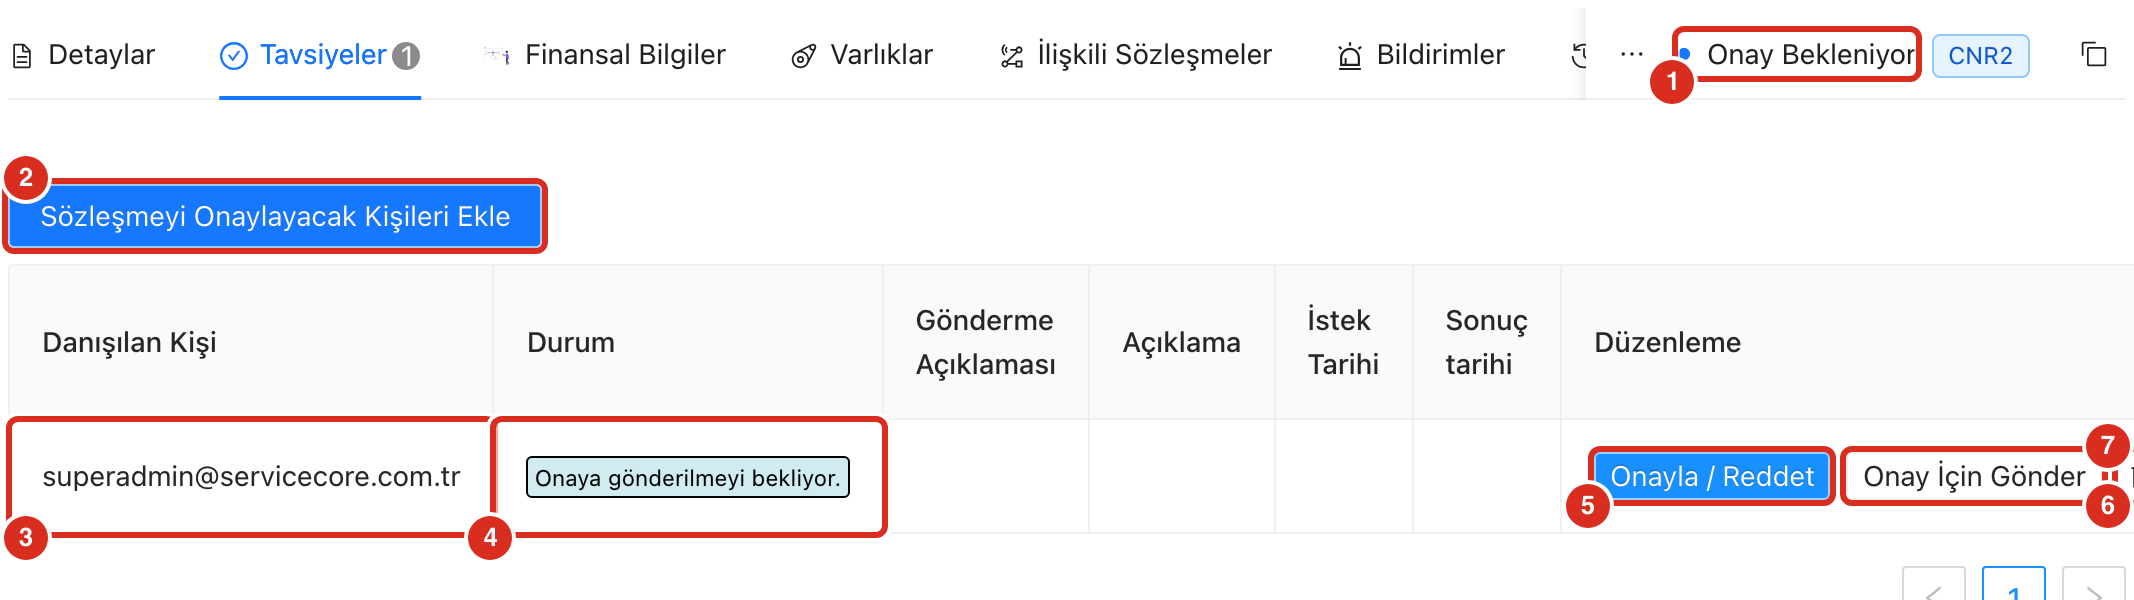 Detaylar
Tavsiyeler 1
Finansal Bilgiler
Varlıklar
İlişkili Sözleşmeler
Bildirimler
···
Onay Bekleniyor
CNR2
1
2
Sözleşmeyi Onaylayacak Kişileri Ekle
Danışılan Kişi
Durum
Gönderme
Açıklaması
Açıklama
İstek
Tarihi
Sonuç
tarihi
Düzenleme
superadmin@servicecore.com.tr
Onaya gönderilmeyi bekliyor.
Onayla / Reddet
Onay İçin Gönder
7
3
4
5
6
< 1 >